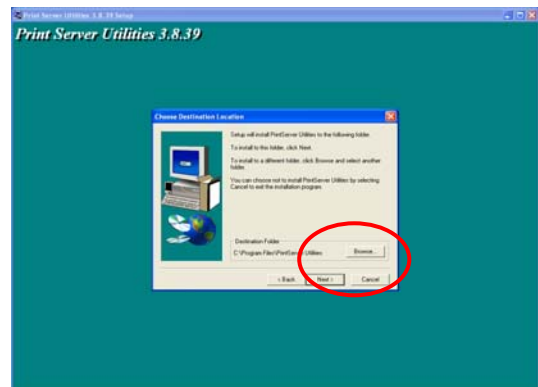 Print Server Utilities 3.8.39 Setup
Print Server Utilities 3.8.39
Choose Destination Location
Setup will install PrintServer Utilities to the following folder.
To install to this folder, click Next.
To install to a different folder, click Browse and select another
folder.
You can choose not to install PrintServer Utilities by selecting
Cancel to exit the installation program.
Destination Folder
C:\Program Files\PrintServer Utilities
Browse...
< Back
Next >
Cancel